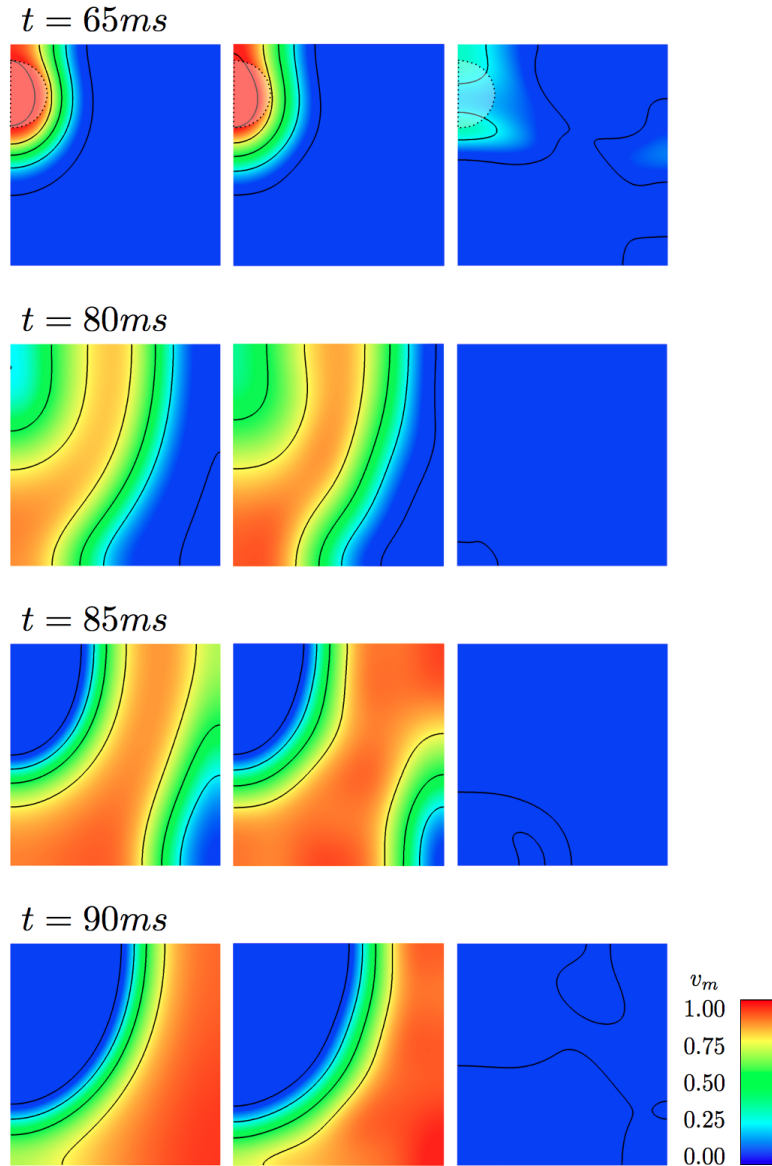 t = 65ms
t = 80ms
t = 85ms
t = 90ms
v_m
1.00
0.75
0.50
0.25
0.00